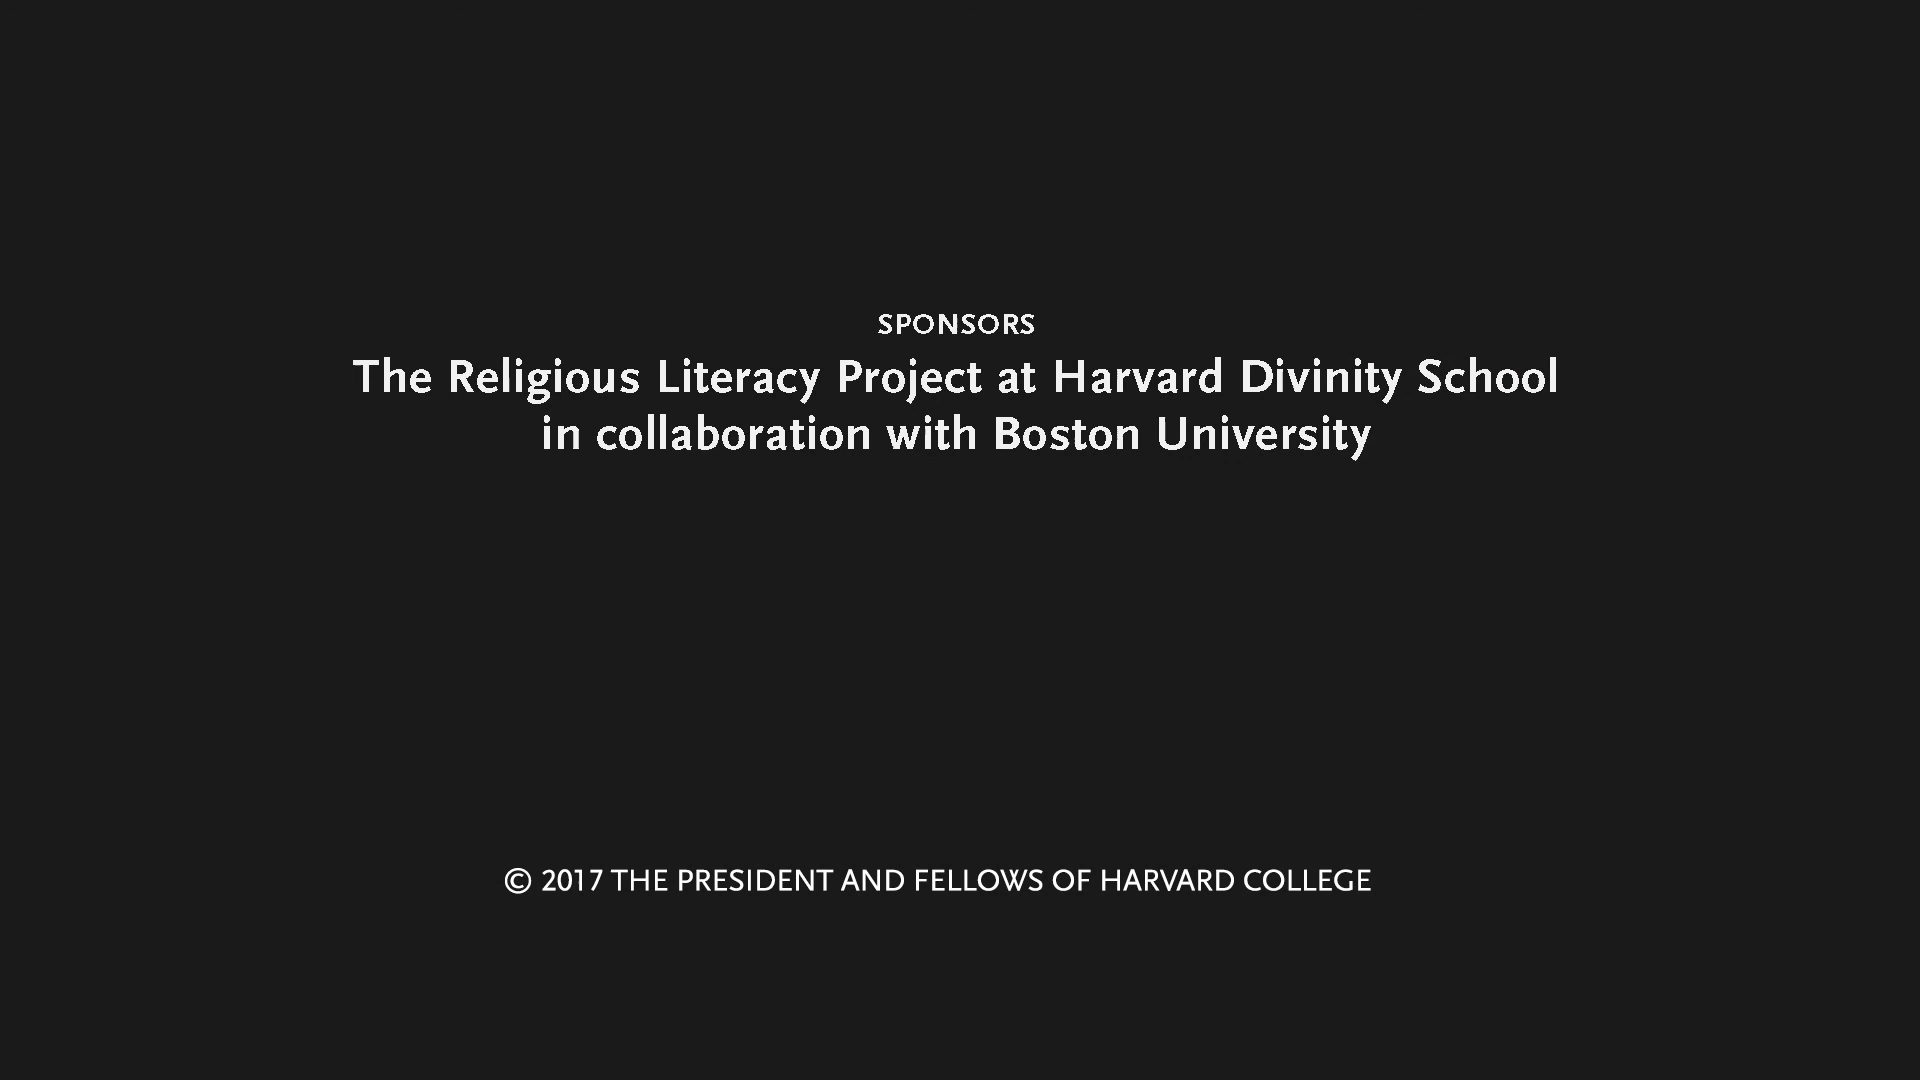 SPONSORS
The Religious Literacy Project at Harvard Divinity School
in collaboration with Boston University
© 2017 THE PRESIDENT AND FELLOWS OF HARVARD COLLEGE